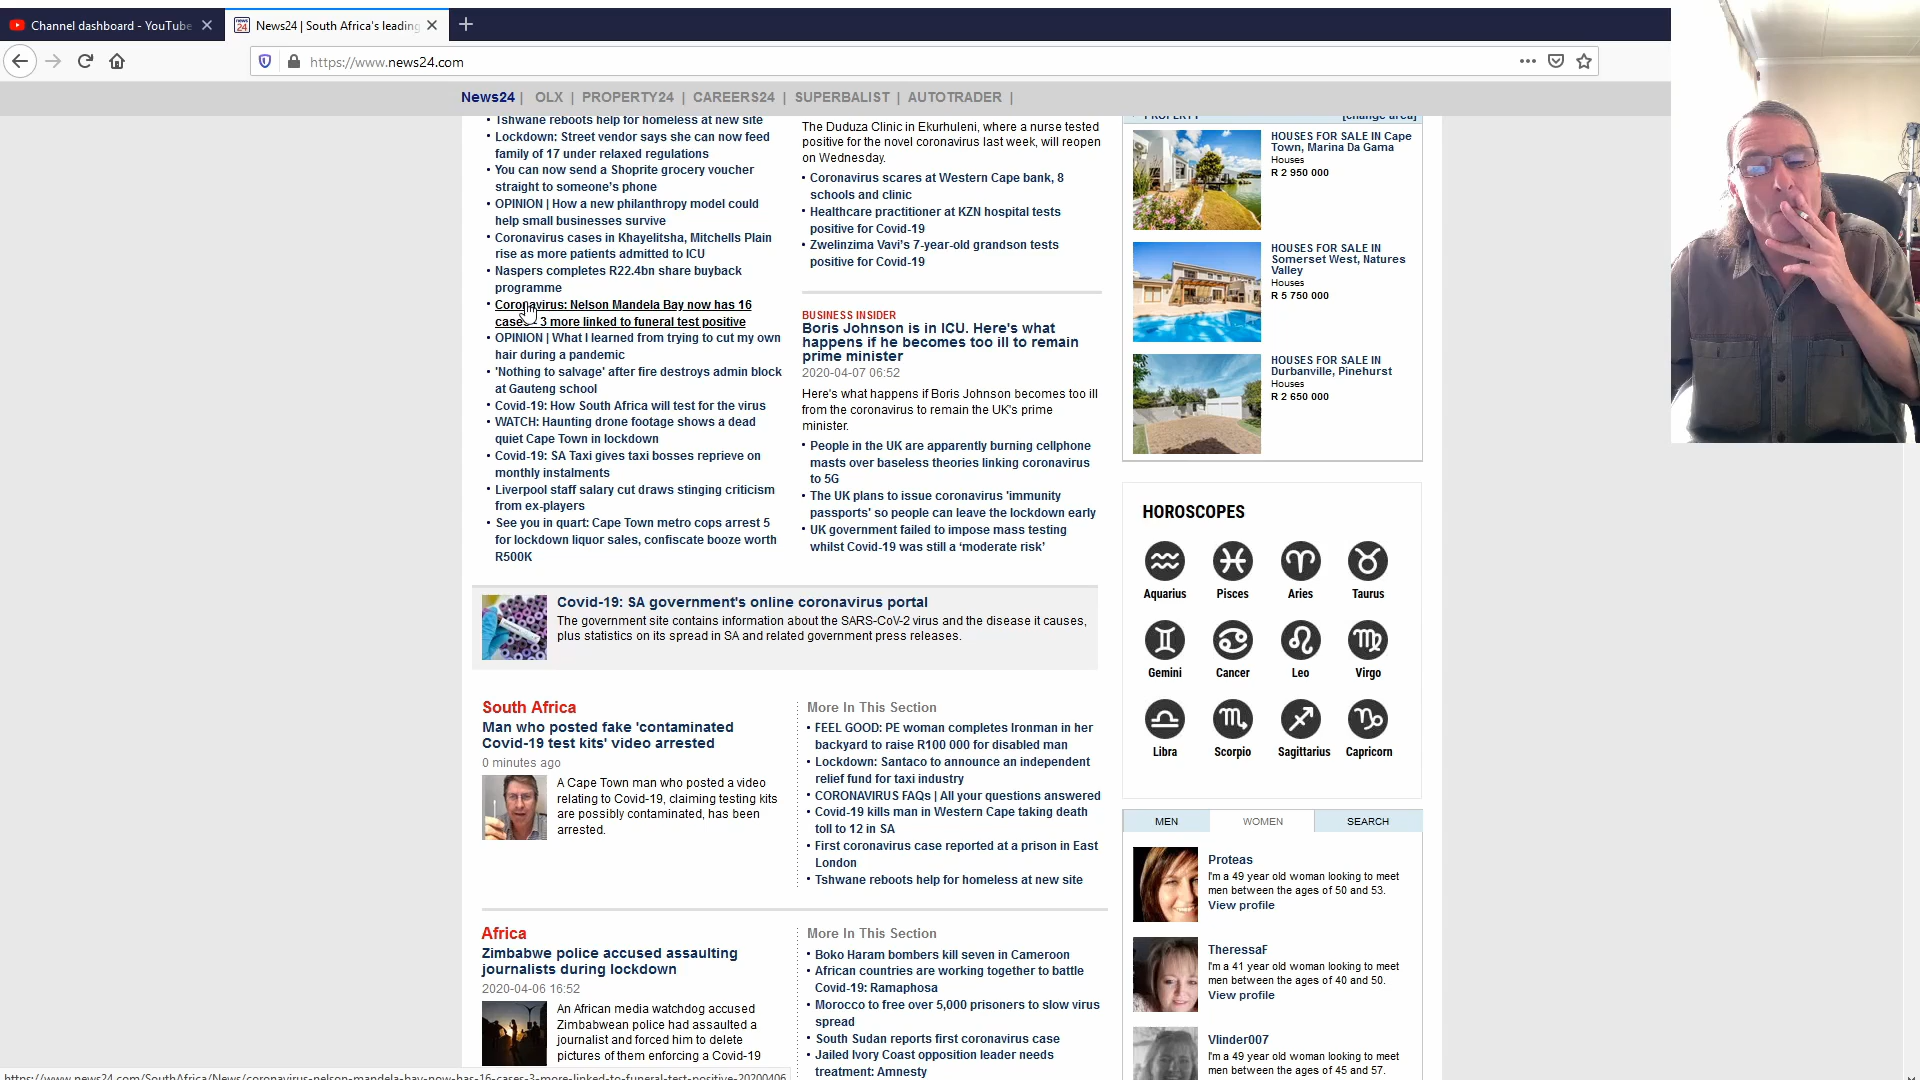 Channel dashboard - YouTube
News24 | South Africa's leading
https://www.news24.com
News24 | OLX | PROPERTY24 | CAREERS24 | SUPERBALIST | AUTOTRADER |
• Tshwane reboots help for homeless at new site
• Lockdown: Street vendor says she can now feed
family of 17 under relaxed regulations
• You can now send a Shoprite grocery voucher
straight to someone's phone
• OPINION | How a new philanthropy model could
help small businesses survive
• Coronavirus cases in Khayelitsha, Mitchells Plain
rise as more patients admitted to ICU
• Naspers completes R22.4bn share buyback
programme
• Coronavirus: Nelson Mandela Bay now has 16
cases - 3 more linked to funeral test positive
• OPINION | What I learned from trying to cut my own
hair during a pandemic
• 'Nothing to salvage' after fire destroys admin block
at Gauteng school
• Covid-19: How South Africa will test for the virus
• WATCH: Haunting drone footage shows a dead
quiet Cape Town in lockdown
• Covid-19: SA Taxi gives taxi bosses reprieve on
monthly instalments
• Liverpool staff salary cut draws stinging criticism
from ex-players
• See you in quart: Cape Town metro cops arrest 5
for lockdown liquor sales, confiscate booze worth
R500K
The Duduza Clinic in Ekurhuleni, where a nurse tested
positive for the novel coronavirus last week, will reopen
on Wednesday.
• Coronavirus scares at Western Cape bank, 8
schools and clinic
• Healthcare practitioner at KZN hospital tests
positive for Covid-19
• Zwelinzima Vavi's 7-year-old grandson tests
positive for Covid-19
BUSINESS INSIDER
Boris Johnson is in ICU. Here's what
happens if he becomes too ill to remain
prime minister
2020-04-07 06:52
Here's what happens if Boris Johnson becomes too ill
from the coronavirus to remain the UK's prime
minister.
• People in the UK are apparently burning cellphone
masts over baseless theories linking coronavirus
to 5G
• The UK plans to issue coronavirus 'immunity
passports' so people can leave the lockdown early
• UK government failed to impose mass testing
whilst Covid-19 was still a ‘moderate risk’
PROPERTY [change area]
HOUSES FOR SALE IN Cape
Town, Marina Da Gama
Houses
R 2 950 000
HOUSES FOR SALE IN
Somerset West, Natures
Valley
Houses
R 5 750 000
HOUSES FOR SALE IN
Durbanville, Pinehurst
Houses
R 2 650 000
HOROSCOPES
Aquarius Pisces Aries Taurus
Gemini Cancer Leo Virgo
Libra Scorpio Sagittarius Capricorn
Covid-19: SA government's online coronavirus portal
The government site contains information about the SARS-CoV-2 virus and the disease it causes,
plus statistics on its spread in SA and related government press releases.
South Africa
Man who posted fake 'contaminated
Covid-19 test kits' video arrested
0 minutes ago
A Cape Town man who posted a video
relating to Covid-19, claiming testing kits
are possibly contaminated, has been
arrested.
More In This Section
• FEEL GOOD: PE woman completes Ironman in her
backyard to raise R100 000 for disabled man
• Lockdown: Santaco to announce an independent
relief fund for taxi industry
• CORONAVIRUS FAQs | All your questions answered
• Covid-19 kills man in Western Cape taking death
toll to 12 in SA
• First coronavirus case reported at a prison in East
London
• Tshwane reboots help for homeless at new site
Africa
Zimbabwe police accused assaulting
journalists during lockdown
2020-04-06 16:52
An African media watchdog accused
Zimbabwean police had assaulted a
journalist and forced him to delete
pictures of them enforcing a Covid-19
More In This Section
• Boko Haram bombers kill seven in Cameroon
• African countries are working together to battle
Covid-19: Ramaphosa
• Morocco to free over 5,000 prisoners to slow virus
spread
• South Sudan reports first coronavirus case
• Jailed Ivory Coast opposition leader needs
treatment: Amnesty
MEN WOMEN SEARCH
Proteas
I'm a 49 year old woman looking to meet
men between the ages of 50 and 53.
View profile
TheressaF
I'm a 41 year old woman looking to meet
men between the ages of 40 and 50.
View profile
Vlinder007
I'm a 49 year old woman looking to meet
men between the ages of 45 and 57.
https://www.news24.com/SouthAfrica/News/coronavirus-nelson-mandela-bay-now-has-16-cases-3-more-linked-to-funeral-test-positive-20200406